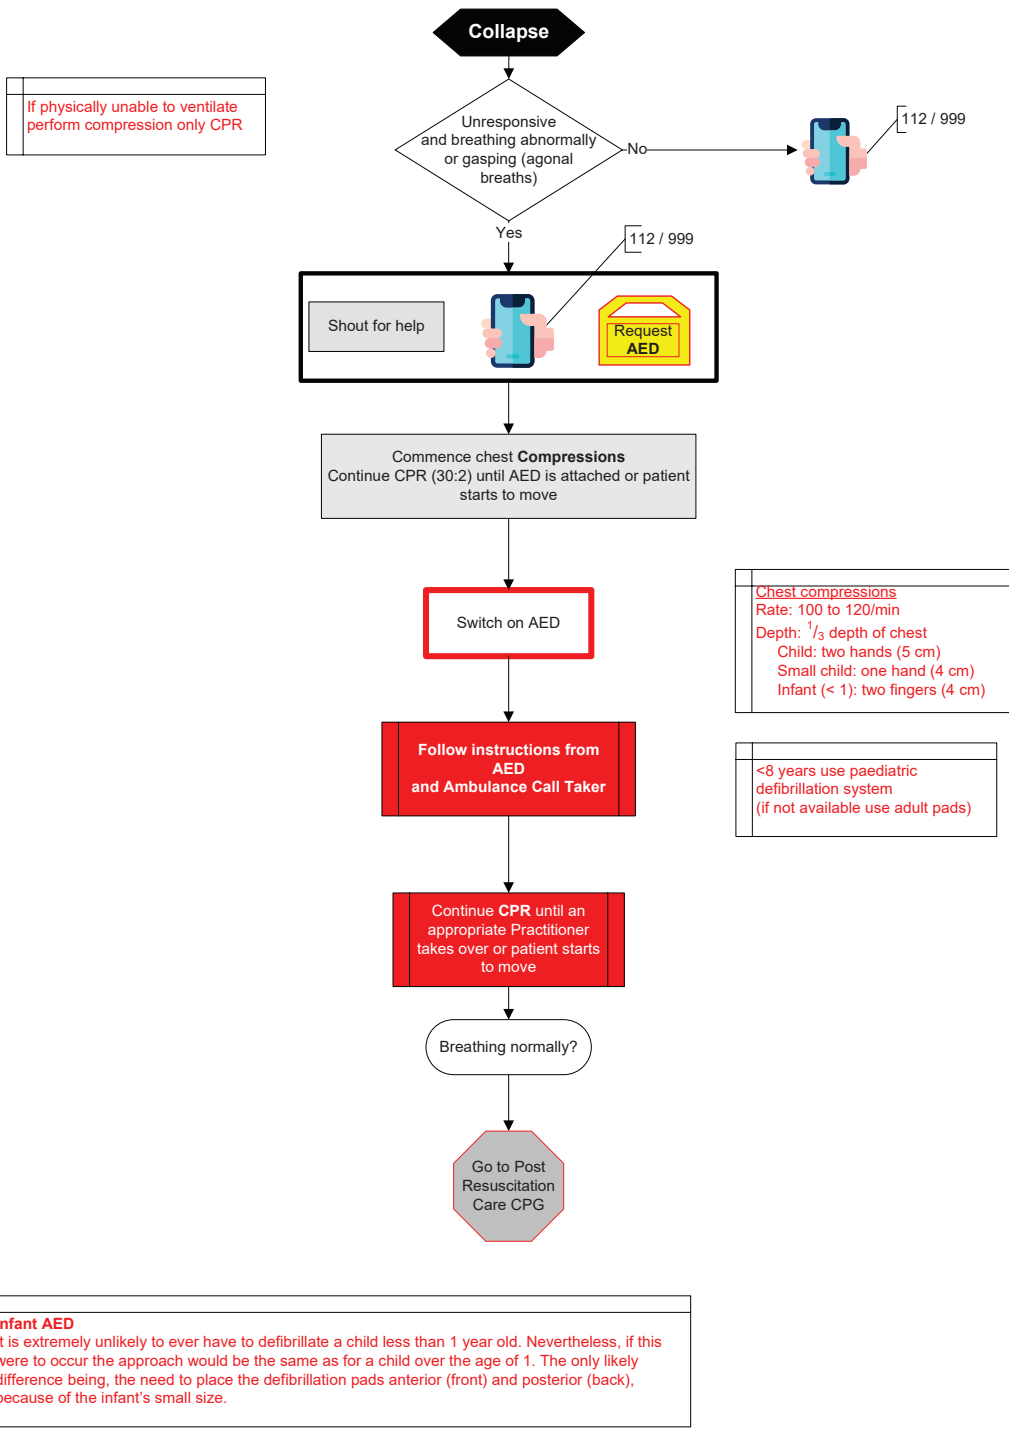 Collapse
If physically unable to ventilate
perform compression only CPR
Unresponsive
and breathing abnormally
or gasping (agonal
breaths)
No
112 / 999
Yes
112 / 999
Shout for help
Request
AED
Commence chest Compressions
Continue CPR (30:2) until AED is attached or patient
starts to move
Switch on AED
Chest compressions
Rate: 100 to 120/min
Depth: 1/3 depth of chest
Child: two hands (5 cm)
Small child: one hand (4 cm)
Infant (< 1): two fingers (4 cm)
Follow instructions from
AED
and Ambulance Call Taker
<8 years use paediatric
defibrillation system
(if not available use adult pads)
Continue CPR until an
appropriate Practitioner
takes over or patient starts
to move
Breathing normally?
Go to Post
Resuscitation
Care CPG
nfant AED
t is extremely unlikely to ever have to defibrillate a child less than 1 year old. Nevertheless, if this
were to occur the approach would be the same as for a child over the age of 1. The only likely
difference being, the need to place the defibrillation pads anterior (front) and posterior (back),
because of the infant's small size.